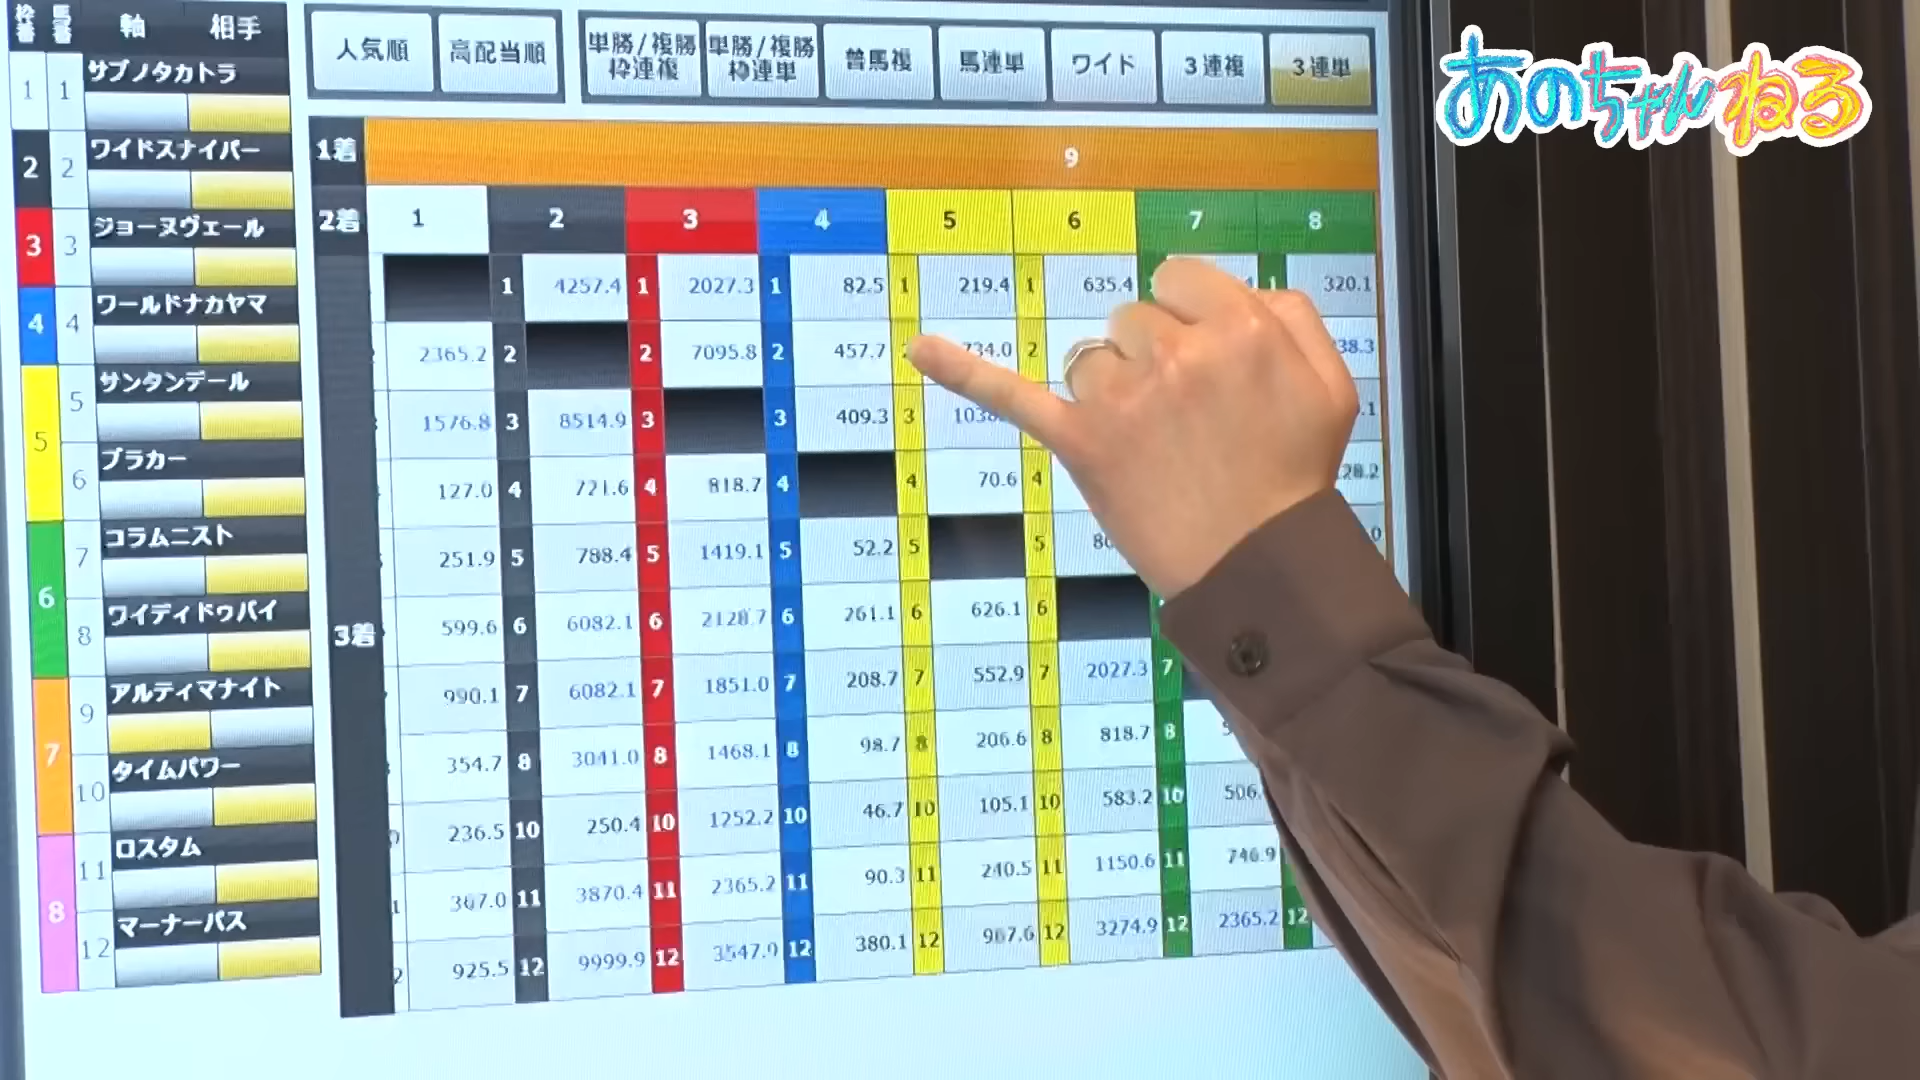 枠番 馬番 軸 相手
人気順 高配当順 単勝/複勝 枠連複 単勝/複勝 枠連単 普馬複 馬連単 ワイド 3連複 3連単
あのちゃんねる
1 1 サブノタカトラ
2 2 ワイドスナイパー
3 3 ジョーヌヴェール
4 4 ワールドナカヤマ
5 5 サンタンデール
6 ブラカー
6 7 コラムニスト
8 ワイディドゥバイ
7 9 アルティマナイト
10 タイムパワー
8 11 ロスタム
12 マーナーパス
1着 9
2着 1 2 3 4 5 6 7 8
3着
1 4257.4 1 2027.3 1 82.5 1 219.4 1 635.4 1 320.1
2365.2 2 2 7095.8 2 457.7 734.0 2
1576.8 3 8514.9 3 3 409.3 3
127.0 4 721.6 4 818.7 4 4 70.6 4
251.9 5 788.4 5 1419.1 5 52.2 5 5
599.6 6 6082.1 6 2128.7 6 261.1 6 626.1 6
990.1 7 6082.1 7 1851.0 7 208.7 7 552.9 7 2027.3 7
354.7 8 3041.0 8 1468.1 8 98.7 8 206.6 8 818.7 8
236.5 10 250.4 10 1252.2 10 46.7 10 105.1 10 583.2 10
367.0 11 3870.4 11 2365.2 11 90.3 11 240.5 11 1150.6 11 746.9
925.5 12 9999.9 12 3547.9 12 380.1 12 967.6 12 3274.9 12 2365.2 12